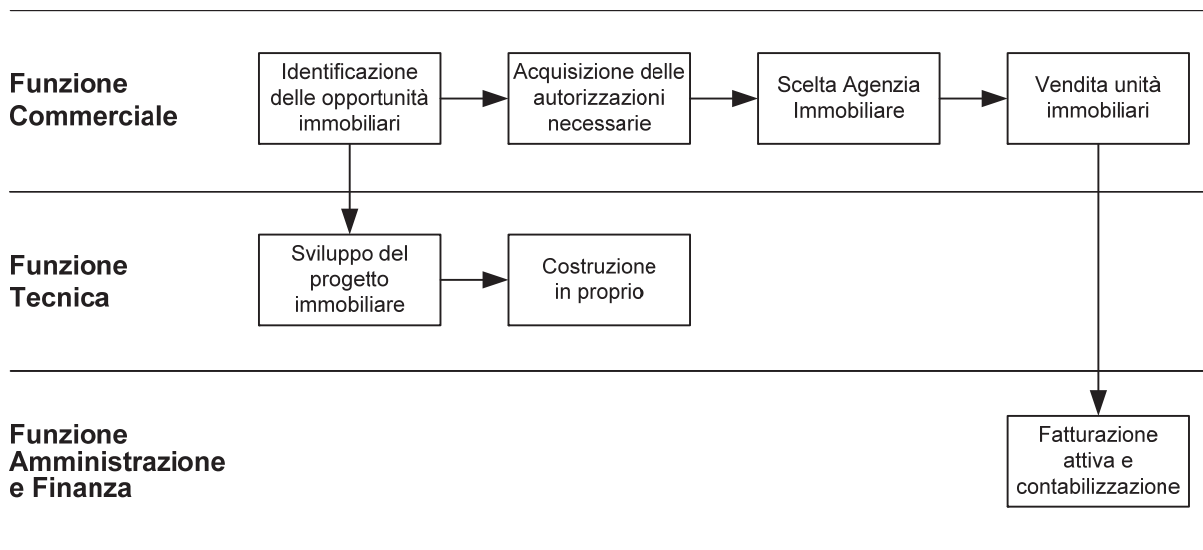 Funzione
Commerciale
Identificazione
delle opportunità
immobiliari
Acquisizione delle
autorizzazioni
necessarie
Scelta Agenzia
Immobiliare
Vendita unità
immobiliari
Funzione
Tecnica
Sviluppo del
progetto
immobiliare
Costruzione
in proprio
Funzione
Amministrazione
e Finanza
Fatturazione
attiva e
contabilizzazione